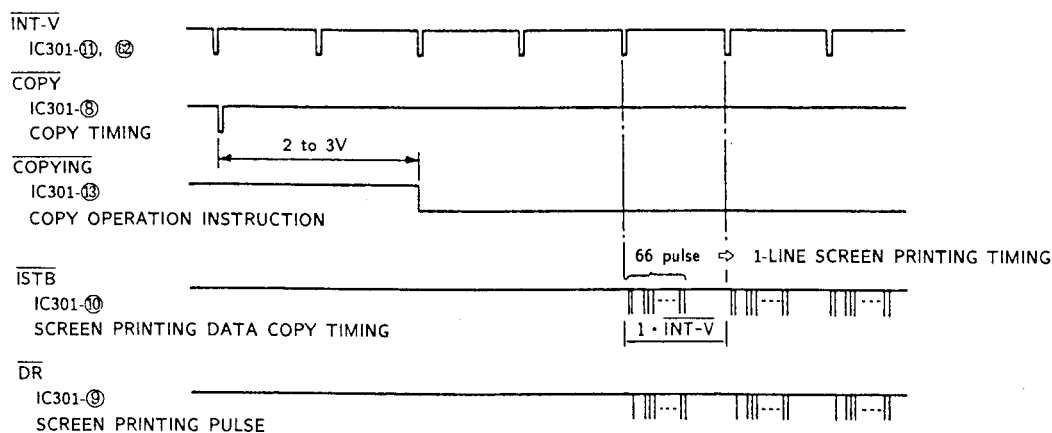 INT-V
IC301-⑪, 62
COPY
IC301-⑧
COPY TIMING
2 to 3V
COPYING
IC301-⑬
COPY OPERATION INSTRUCTION
66 pulse ⇨ 1-LINE SCREEN PRINTING TIMING
ISTB
IC301-⑩
SCREEN PRINTING DATA COPY TIMING
1・INT-V
DR
IC301-⑨
SCREEN PRINTING PULSE